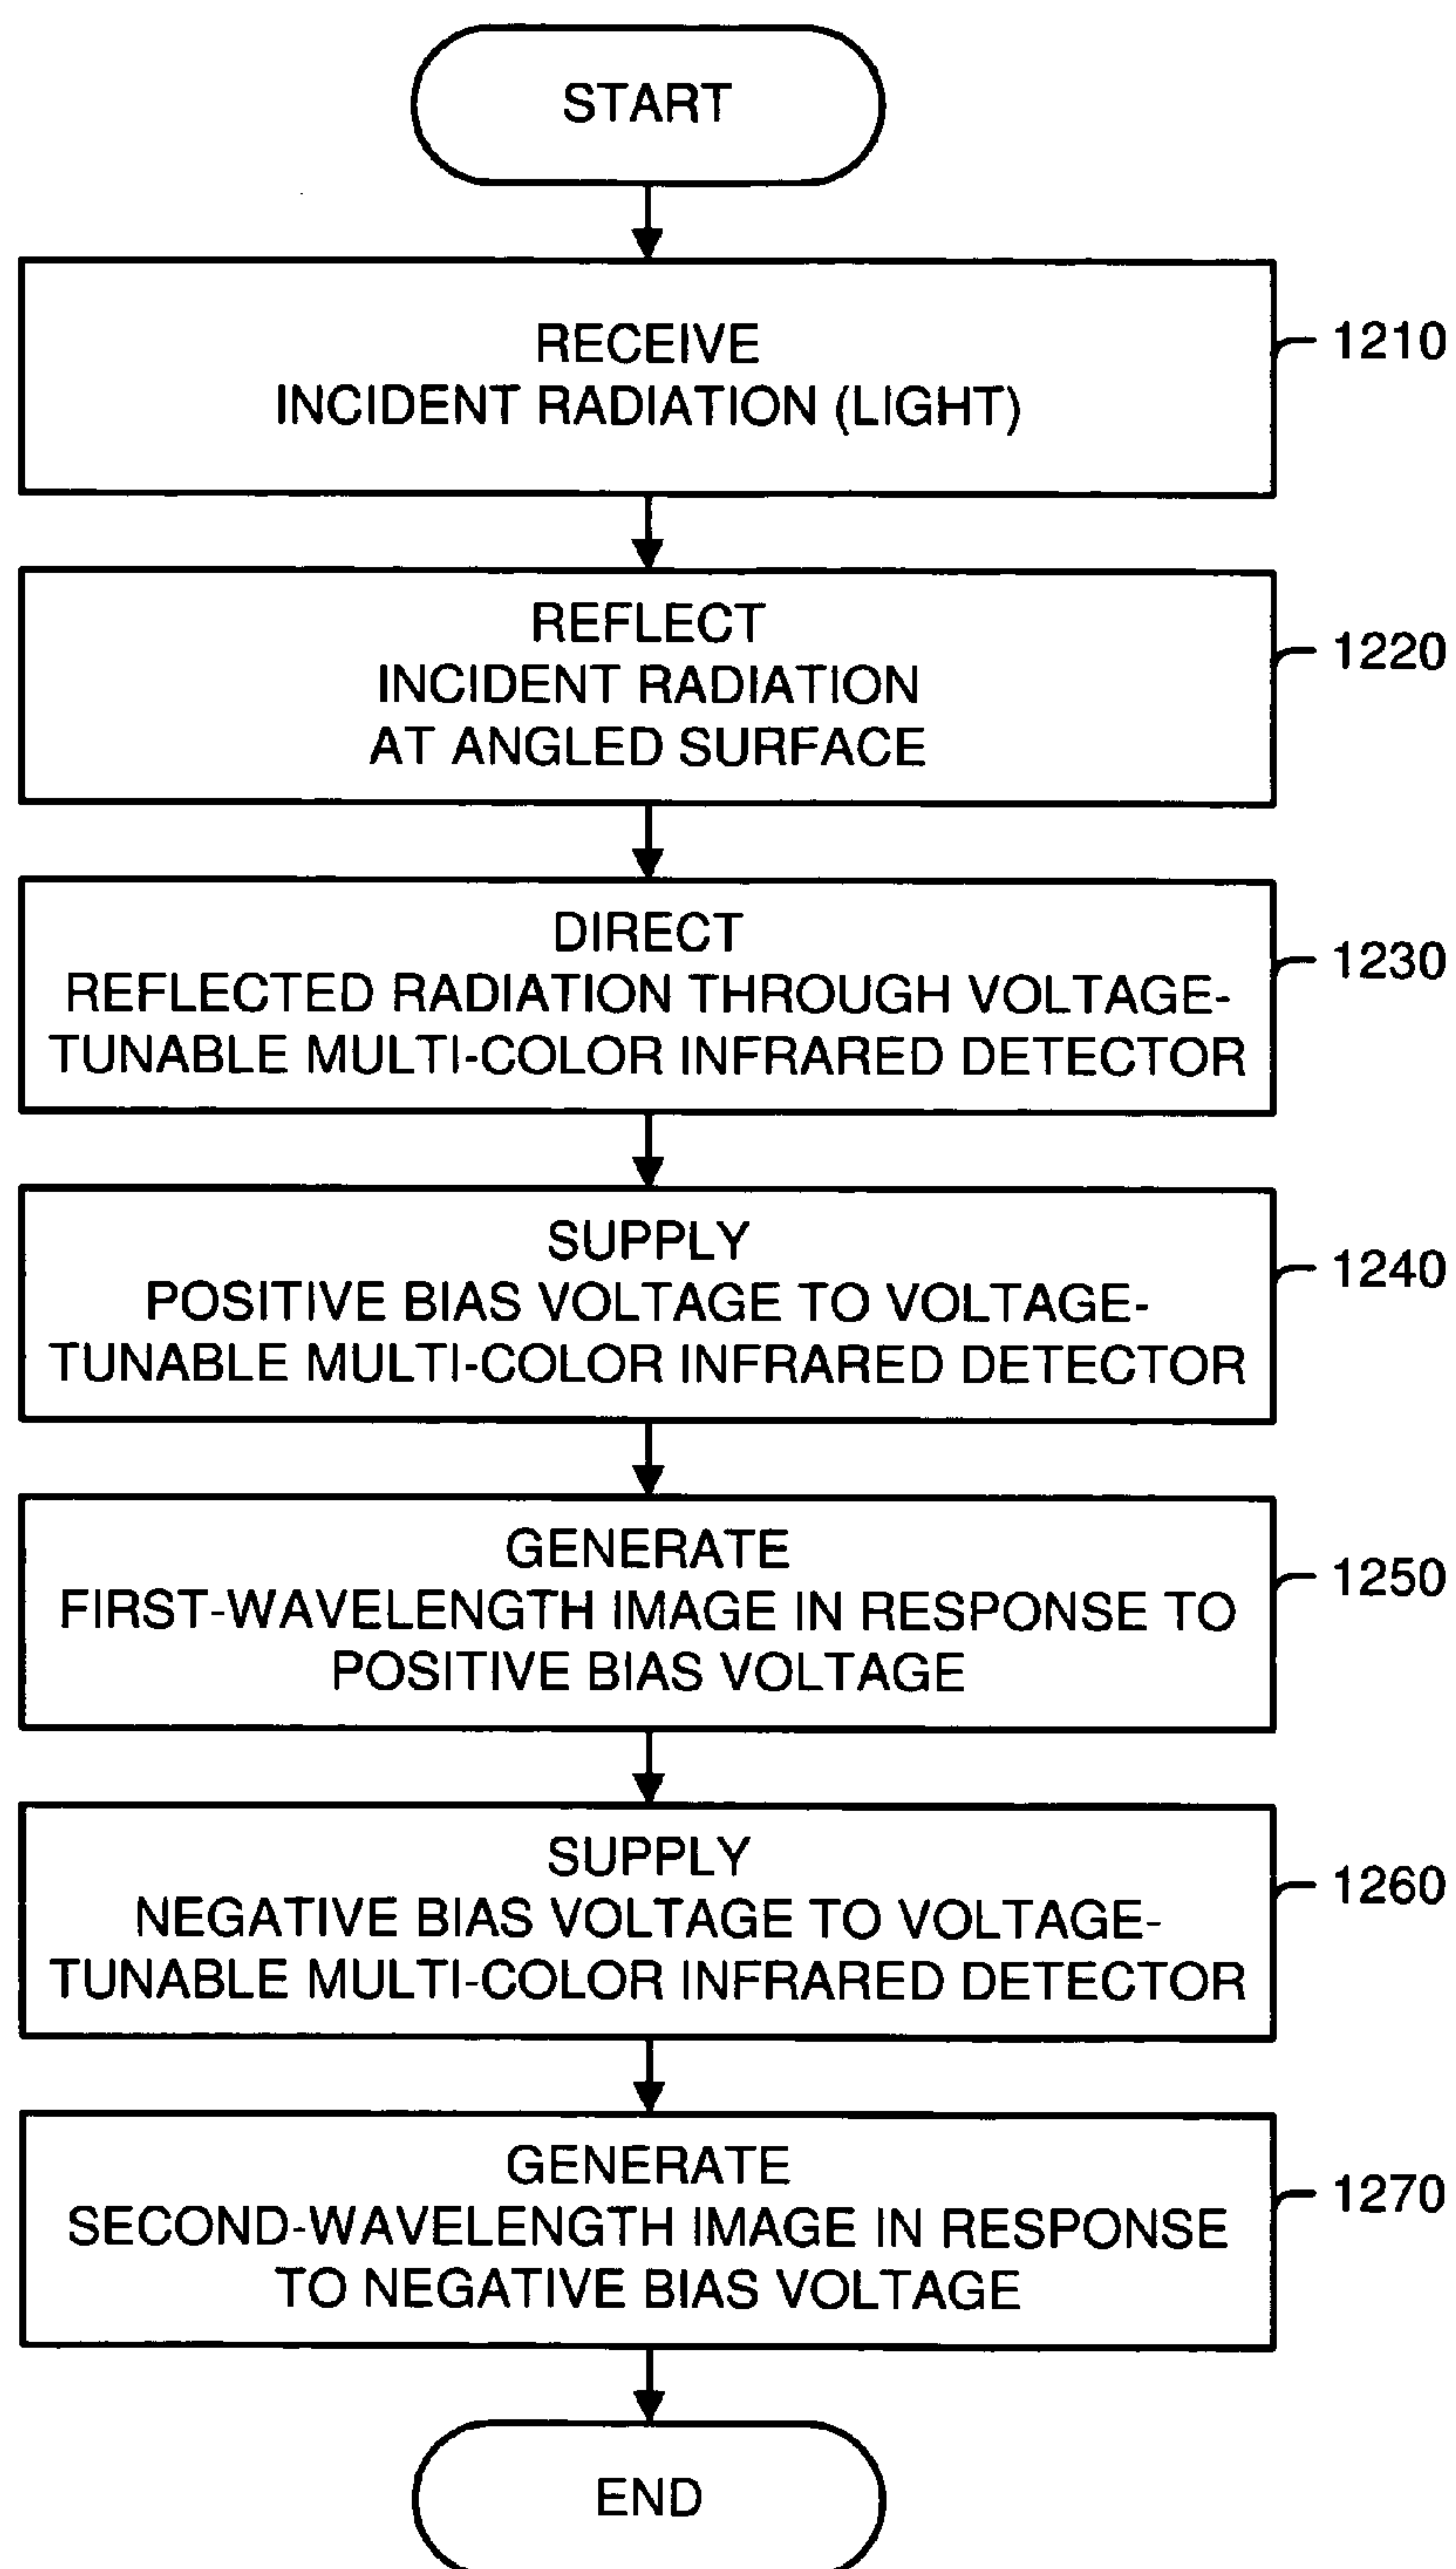 START
RECEIVE
INCIDENT RADIATION (LIGHT)
1210
REFLECT
INCIDENT RADIATION
AT ANGLED SURFACE
1220
DIRECT
REFLECTED RADIATION THROUGH VOLTAGE-
TUNABLE MULTI-COLOR INFRARED DETECTOR
1230
SUPPLY
POSITIVE BIAS VOLTAGE TO VOLTAGE-
TUNABLE MULTI-COLOR INFRARED DETECTOR
1240
GENERATE
FIRST-WAVELENGTH IMAGE IN RESPONSE TO
POSITIVE BIAS VOLTAGE
1250
SUPPLY
NEGATIVE BIAS VOLTAGE TO VOLTAGE-
TUNABLE MULTI-COLOR INFRARED DETECTOR
1260
GENERATE
SECOND-WAVELENGTH IMAGE IN RESPONSE
TO NEGATIVE BIAS VOLTAGE
1270
END